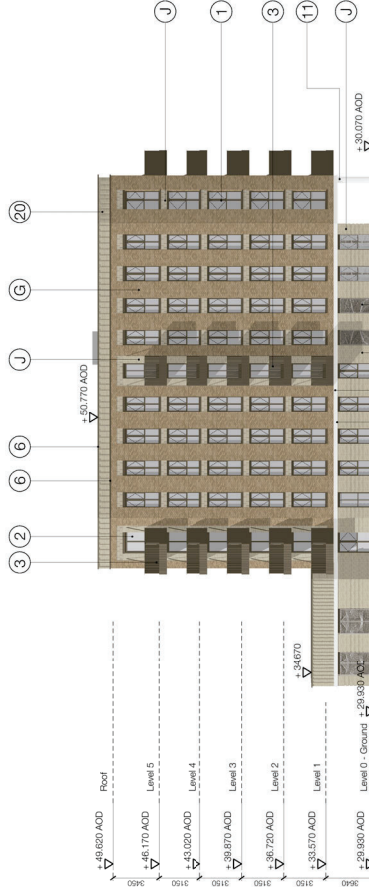 J
1
3
11
J
+ 30.070 AOD
20
G
J
+ 50.770 AOD
6
6
2
3
+ 34.670
+ 29.930 AOD
Roof
Level 5
Level 4
Level 3
Level 2
Level 1
Level 0 - Ground
+ 49.620 AOD
+ 46.170 AOD
+ 43.020 AOD
+ 39.870 AOD
+ 36.720 AOD
+ 33.570 AOD
+ 29.930 AOD
3450
3150
3150
3150
3150
3640